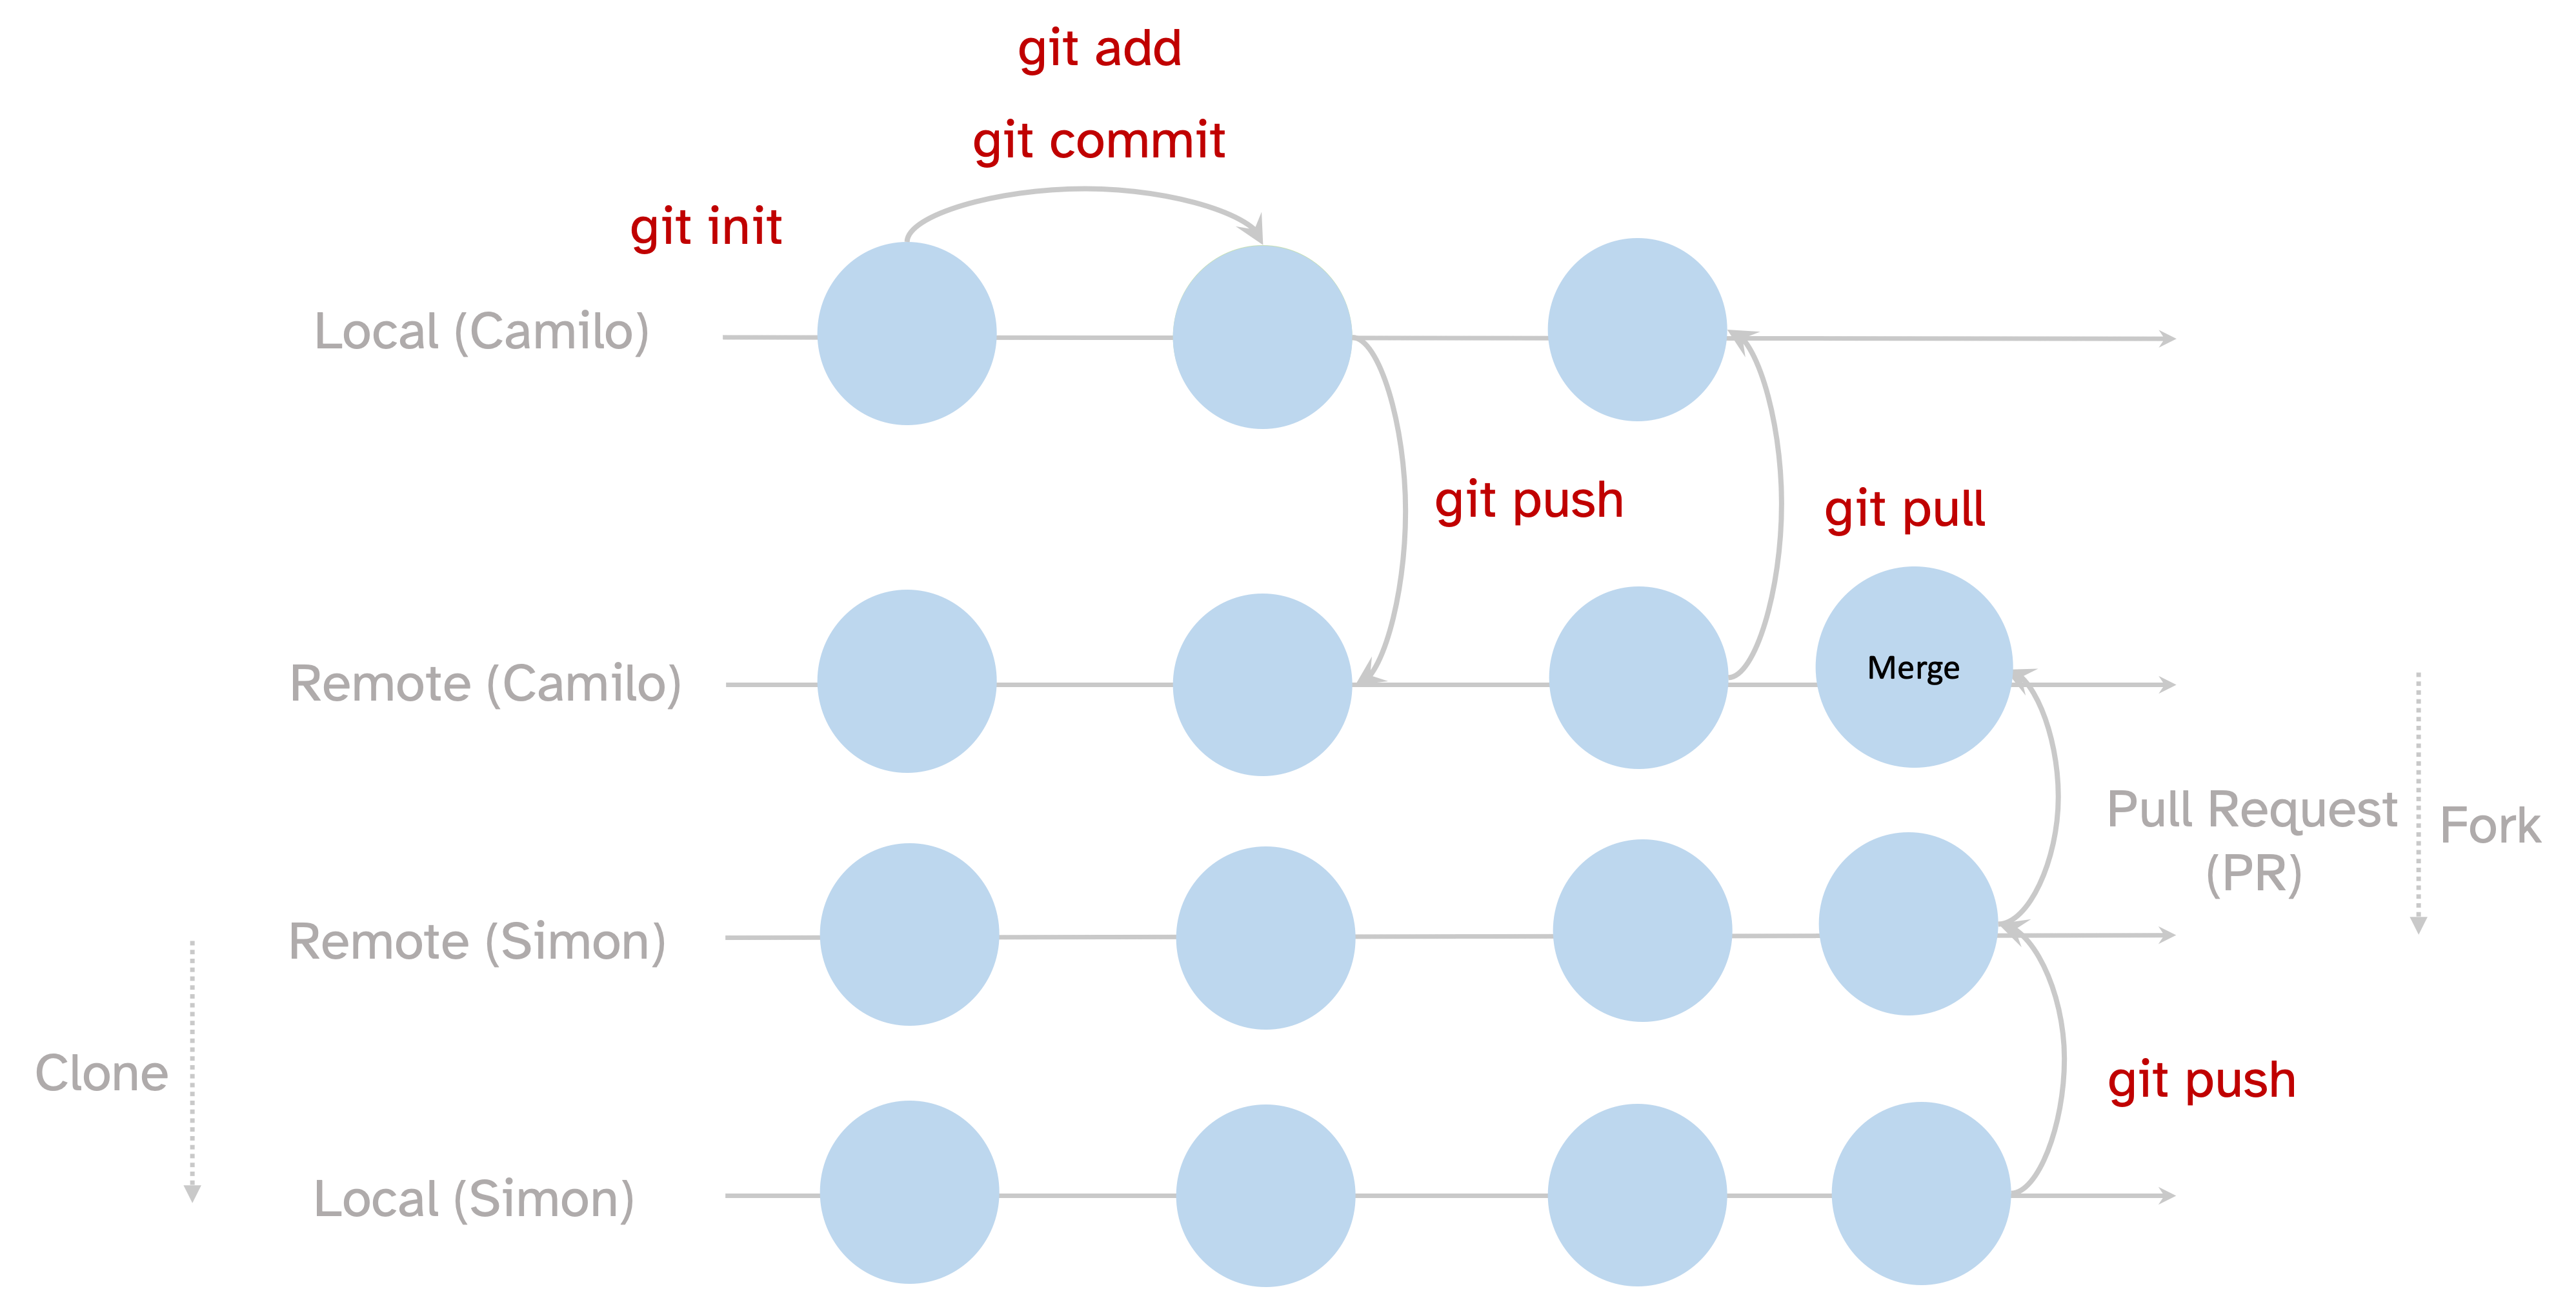 git add
git commit
git init
Local (Camilo)
git push
git pull
Remote (Camilo)
Merge
Pull Request
(PR)
Fork
Remote (Simon)
Clone
git push
Local (Simon)